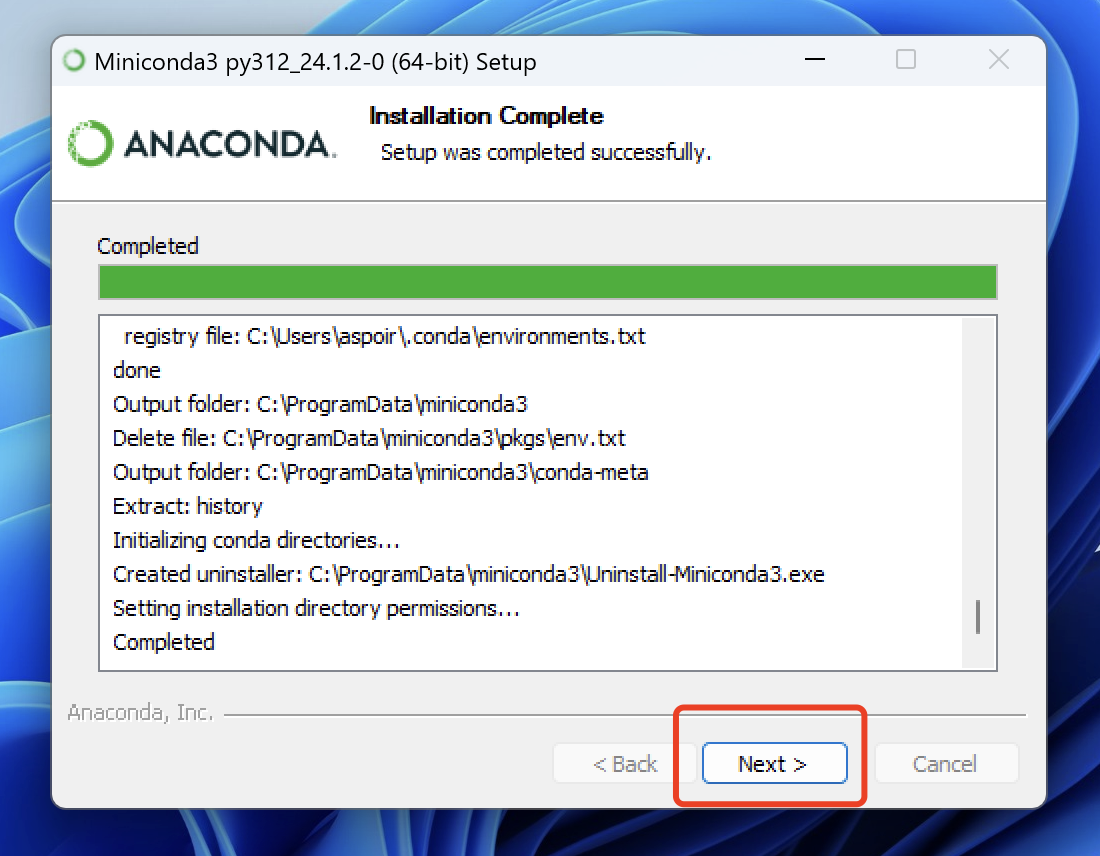 Miniconda3 py312_24.1.2-0 (64-bit) Setup
ANACONDA.
Installation Complete
Setup was completed successfully.
Completed
registry file: C:\Users\aspoir\.conda\environments.txt
done
Output folder: C:\ProgramData\miniconda3
Delete file: C:\ProgramData\miniconda3\pkgs\env.txt
Output folder: C:\ProgramData\miniconda3\conda-meta
Extract: history
Initializing conda directories...
Created uninstaller: C:\ProgramData\miniconda3\Uninstall-Miniconda3.exe
Setting installation directory permissions...
Completed
Anaconda, Inc.
< Back
Next >
Cancel